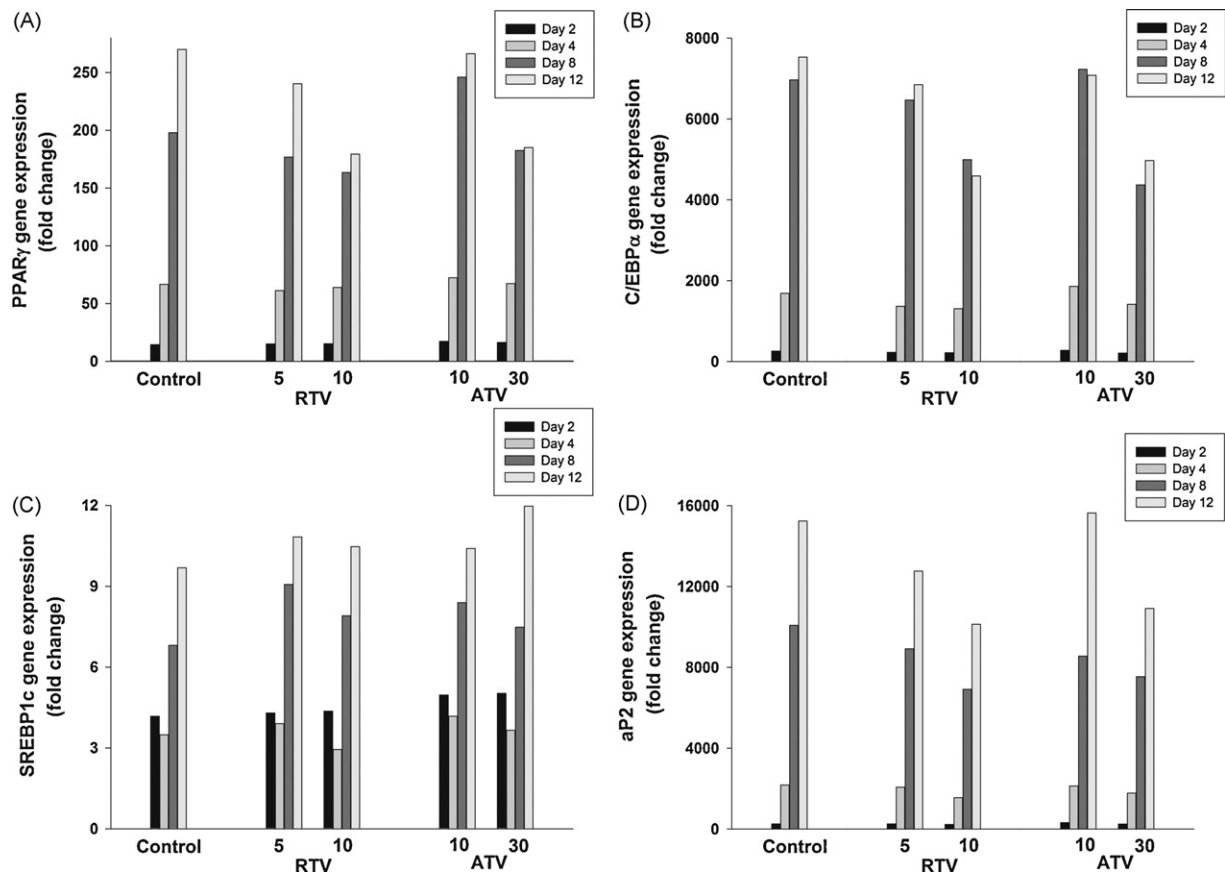 (A)
Day 2
Day 4
Day 8
Day 12
PPARγ gene expression
(fold change)
250
200
150
100
50
0
Control
5
10
10
30
RTV
ATV
(B)
Day 2
Day 4
Day 8
Day 12
C/EBPα gene expression
(fold change)
8000
6000
4000
2000
0
Control
5
10
10
30
RTV
ATV
(C)
Day 2
Day 4
Day 8
Day 12
SREBP1c gene expression
(fold change)
12
9
6
3
0
Control
5
10
10
30
RTV
ATV
(D)
Day 2
Day 4
Day 8
Day 12
aP2 gene expression
(fold change)
16000
12000
8000
4000
0
Control
5
10
10
30
RTV
ATV